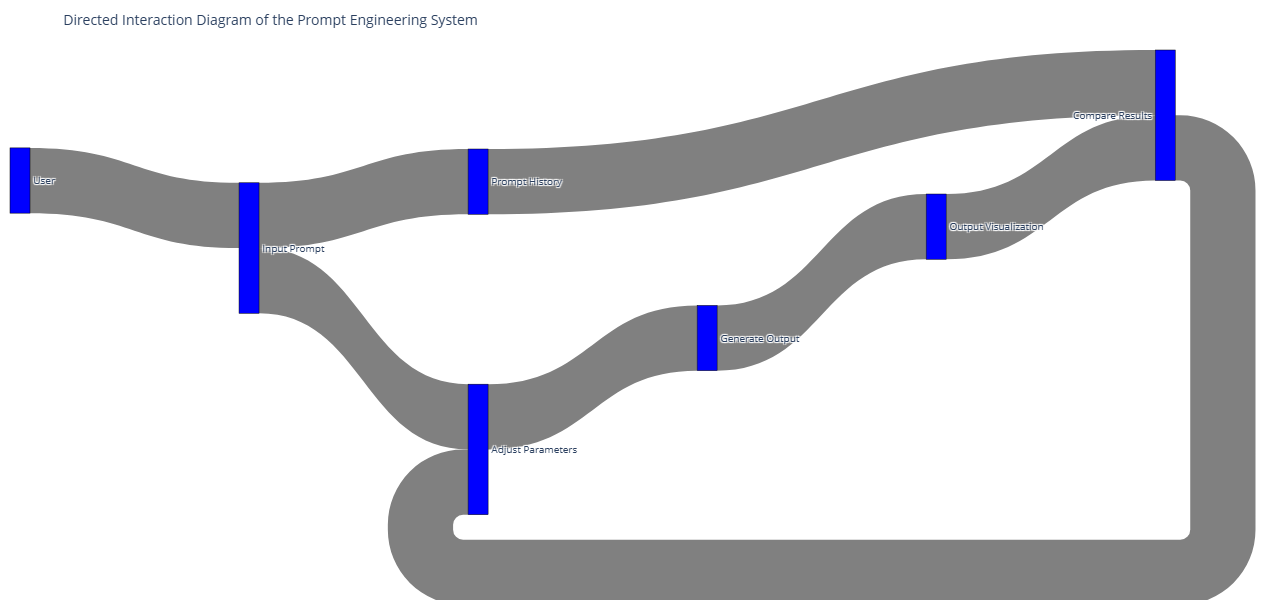 Directed Interaction Diagram of the Prompt Engineering System
Compare Results
User
Prompt History
Output Visualization
Input Prompt
Generate Output
Adjust Parameters